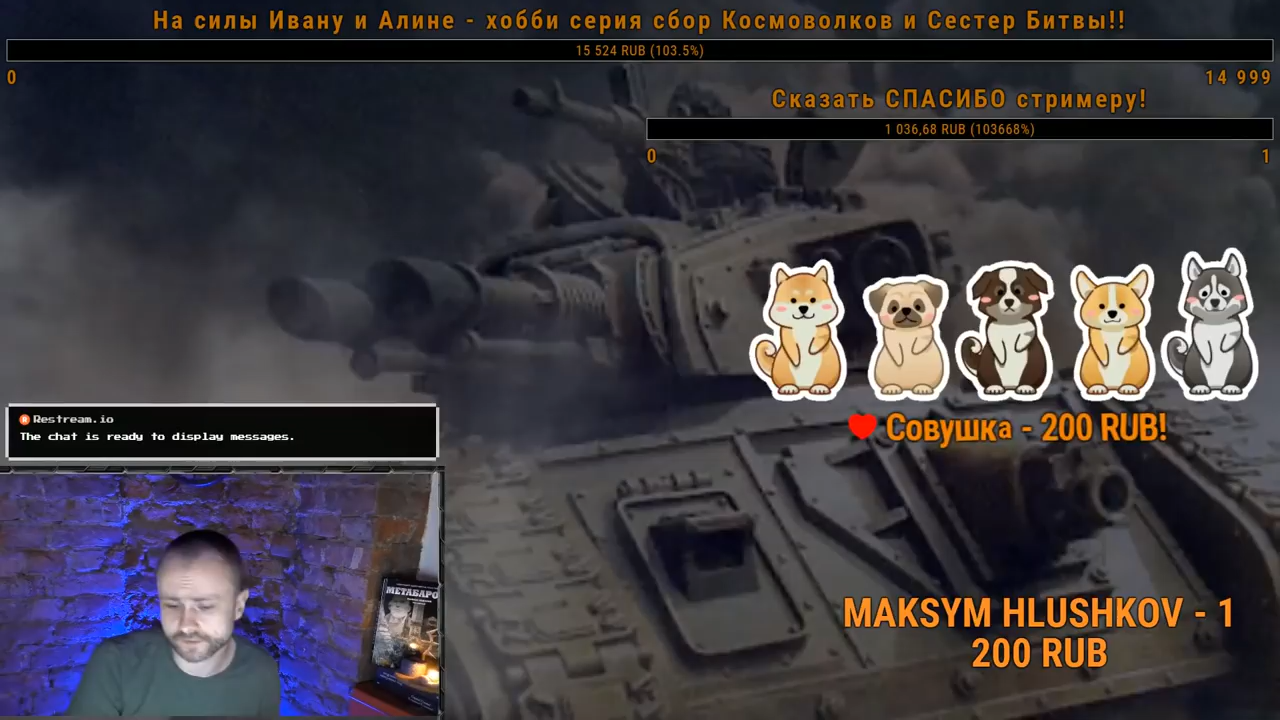 На силы Ивану и Алине - хобби серия сбор Космоволков и Сестер Битвы!!
15 524 RUB (103.5%)
0
14 999
Сказать СПАСИБО стримеру!
1 036,68 RUB (103668%)
0
1
Совушка - 200 RUB!
Restream.io
The chat is ready to display messages.
МЕТАБАРО
MAKSYM HLUSHKOV - 1
200 RUB